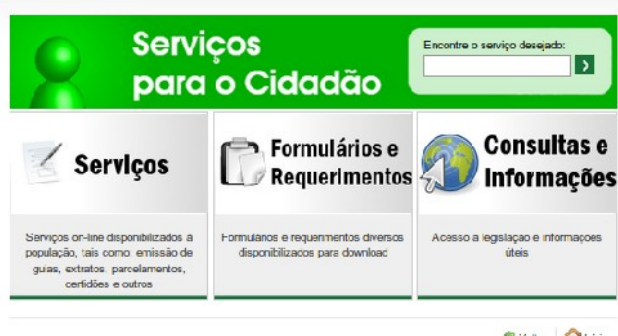 Serviços
para o Cidadão
Encontre o serviço desejado:
Serviços
Formulários e
Requerimentos
Consultas e
Informações
Serviços on-line disponibilizados à
população, tais como emissão de
guias, extratos, parcelamentos,
certidões e outros
Formulários e requerimentos diversos
disponibilizados para download
Acesso a legislação e informações
úteis